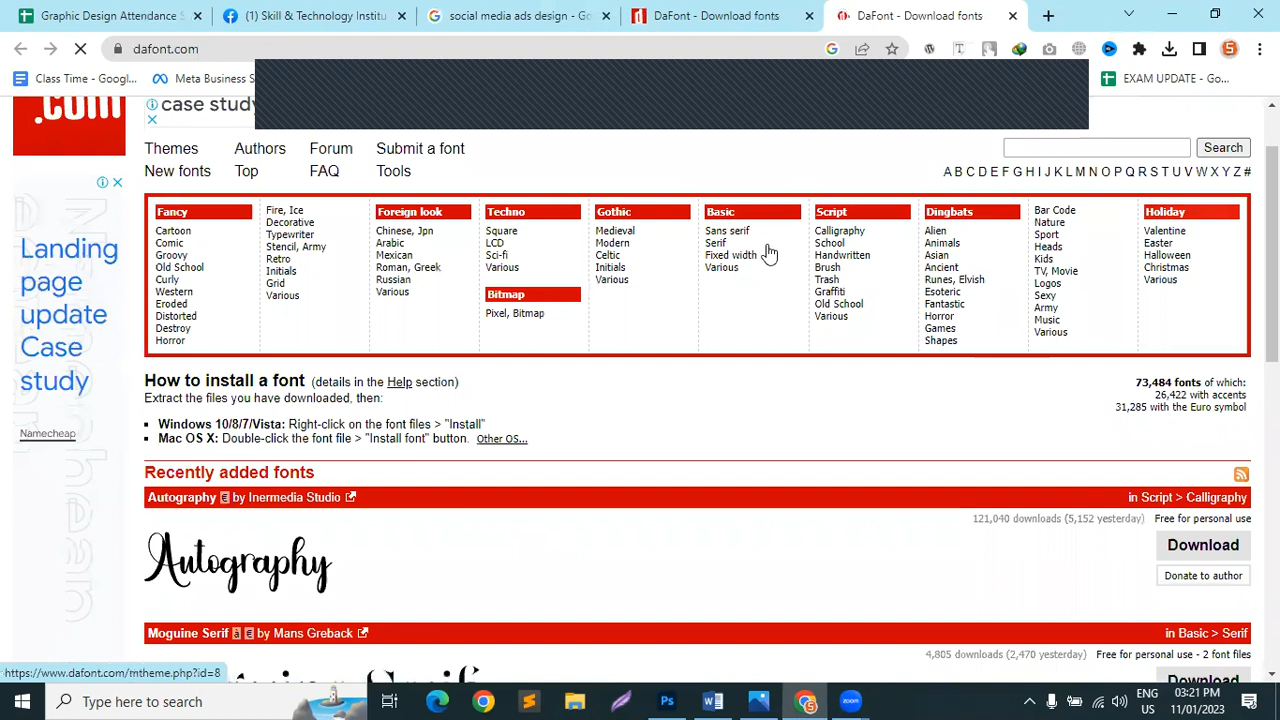 Graphic Design Attendance S
(1) Skill & Technology Institu
social media ads design - Go
DaFont - Download fonts
DaFont - Download fonts
dafont.com
Class Time - Googl...
Meta Business S
EXAM UPDATE - Go...
.com
case study
Themes Authors Forum Submit a font
Search
New fonts Top FAQ Tools
A B C D E F G H I J K L M N O P Q R S T U V W X Y Z #
Landing
page
update
Case
study
Namecheap
Fancy
Cartoon
Comic
Groovy
Old School
Curly
Western
Eroded
Distorted
Destroy
Horror
Fire, Ice
Decorative
Typewriter
Stencil, Army
Retro
Initials
Grid
Various
Foreign look
Chinese, Jpn
Arabic
Mexican
Roman, Greek
Russian
Various
Techno
Square
LCD
Sci-fi
Various
Bitmap
Pixel, Bitmap
Gothic
Medieval
Modern
Celtic
Initials
Various
Basic
Sans serif
Serif
Fixed width
Various
Script
Calligraphy
School
Handwritten
Brush
Trash
Graffiti
Old School
Various
Dingbats
Alien
Animals
Asian
Ancient
Runes, Elvish
Esoteric
Fantastic
Horror
Games
Shapes
Bar Code
Nature
Sport
Heads
Kids
TV, Movie
Logos
Sexy
Army
Music
Various
Holiday
Valentine
Easter
Halloween
Christmas
Various
How to install a font (details in the Help section)
Extract the files you have downloaded, then:
Windows 10/8/7/Vista: Right-click on the font files > "Install"
Mac OS X: Double-click the font file > "Install font" button. Other OS...
73,484 fonts of which:
26,422 with accents
31,285 with the Euro symbol
Recently added fonts
Autography € by Inermedia Studio
in Script > Calligraphy
121,040 downloads (5,152 yesterday) Free for personal use
Autography
Download
Donate to author
Moguine Serif à € by Mans Greback
in Basic > Serif
4,805 downloads (2,470 yesterday) Free for personal use - 2 font files
Download
https://www.dafont.com/mtheme.php?id=8
Type here to search
ENG
US
03:21 PM
11/01/2023